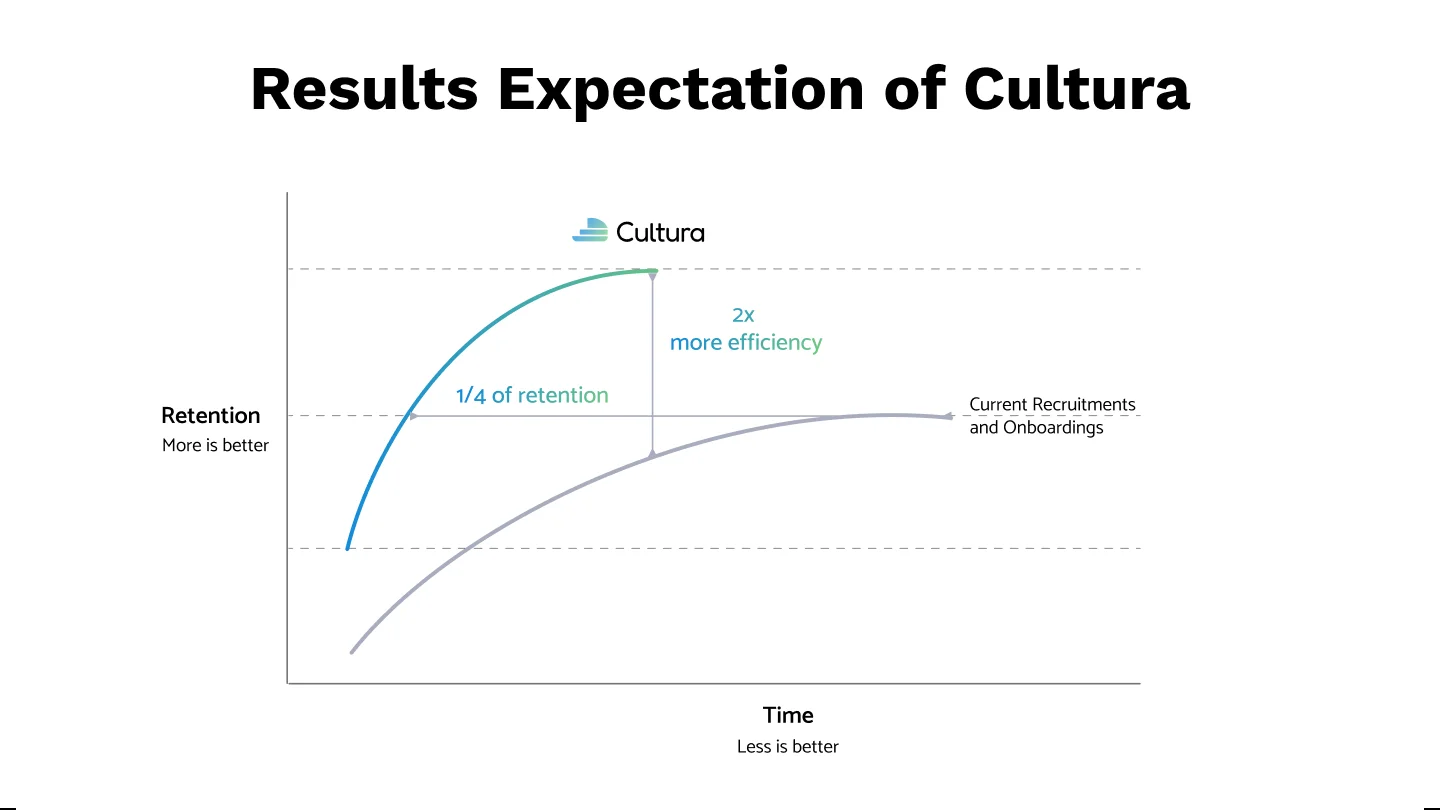 Results Expectation of Cultura
Cultura
2x
more efficiency
1/4 of retention
Retention
More is better
Current Recruitments
and Onboardings
Time
Less is better